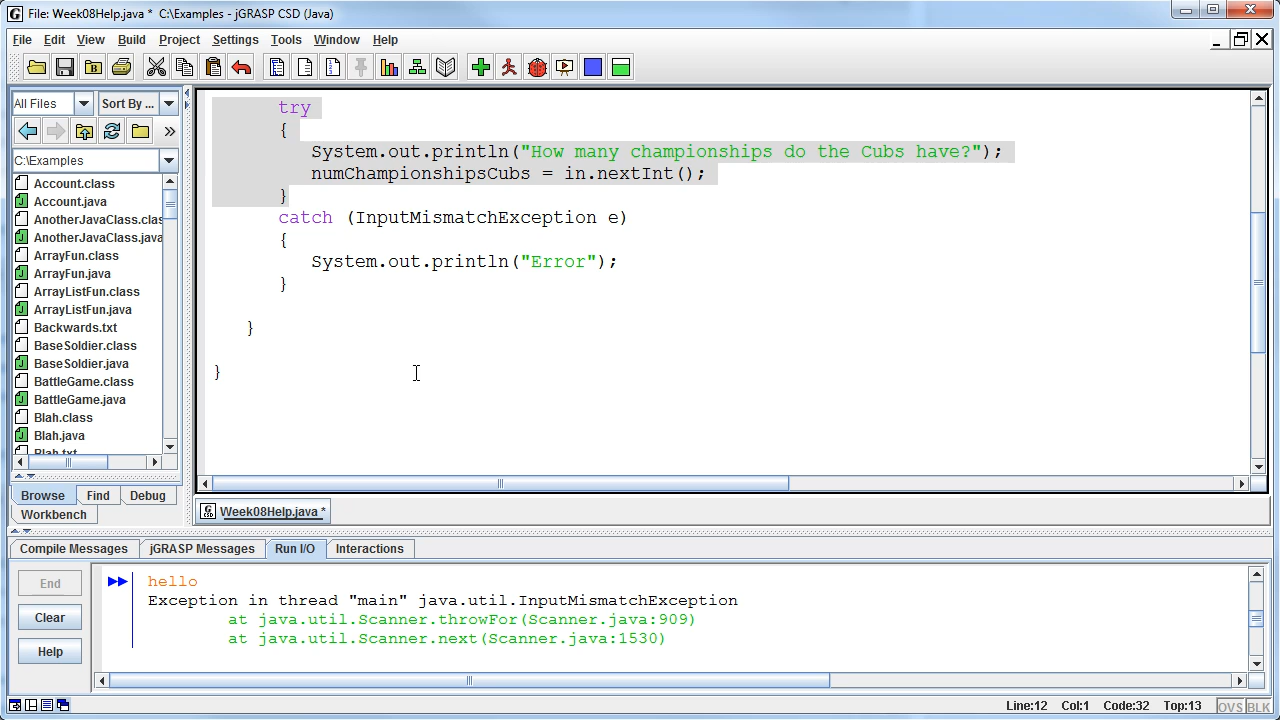 File: Week08Help.java *  C:\Examples - jGRASP CSD (Java)
File Edit View Build Project Settings Tools Window Help
All Files Sort By ...
C:\Examples
Account.class
Account.java
AnotherJavaClass.clas
AnotherJavaClass.java
ArrayFun.class
ArrayFun.java
ArrayListFun.class
ArrayListFun.java
Backwards.txt
BaseSoldier.class
BaseSoldier.java
BattleGame.class
BattleGame.java
Blah.class
Blah.java
Blah.txt
Browse Find Debug
Workbench
try
{
System.out.println("How many championships do the Cubs have?");
numChampionshipsCubs = in.nextInt();
}
catch (InputMismatchException e)
{
System.out.println("Error");
}
}
}
Week08Help.java *
Compile Messages jGRASP Messages Run I/O Interactions
End
Clear
Help
hello
Exception in thread "main" java.util.InputMismatchException
at java.util.Scanner.throwFor(Scanner.java:909)
at java.util.Scanner.next(Scanner.java:1530)
Line:12 Col:1 Code:32 Top:13 OVS BLK